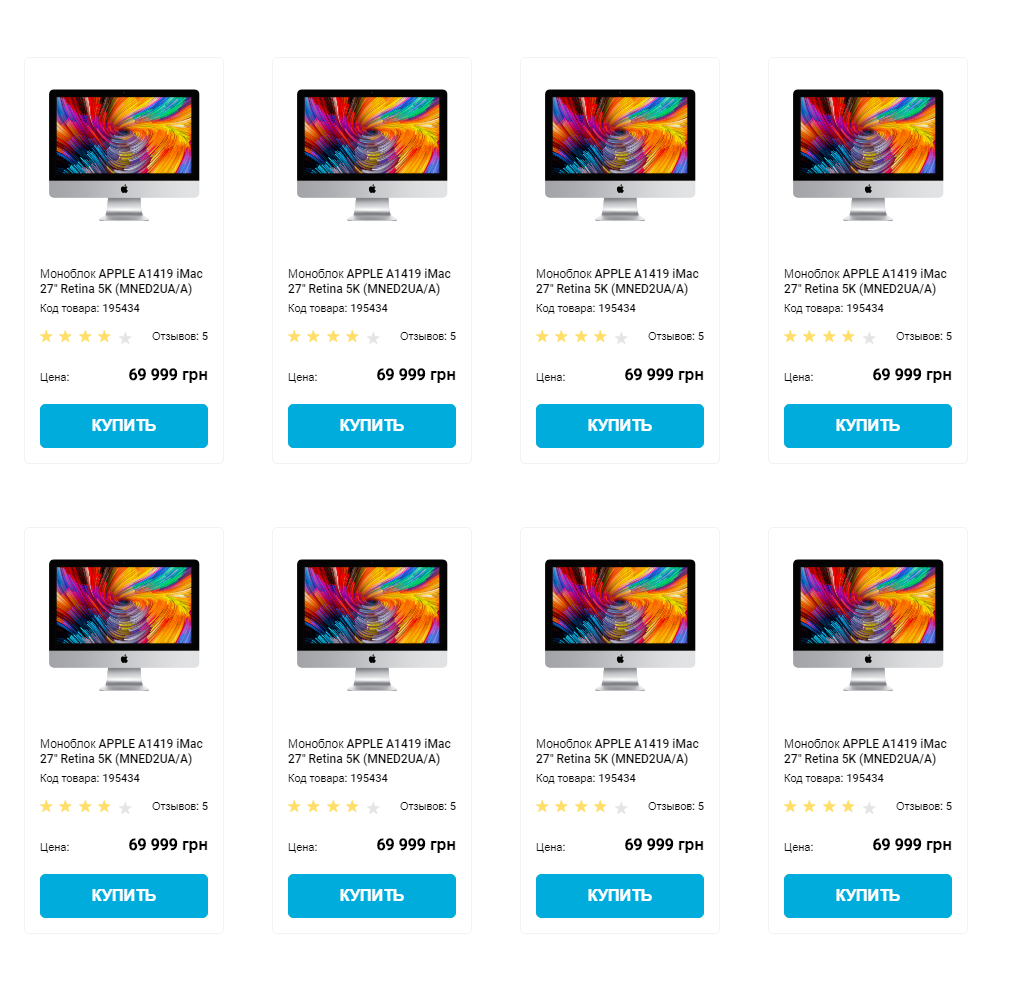 Моноблок APPLE A1419 iMac
27" Retina 5K (MNED2UA/A)
Код товара: 195434
Отзывов: 5
Цена: 69 999 грн
КУПИТЬ
Моноблок APPLE A1419 iMac
27" Retina 5K (MNED2UA/A)
Код товара: 195434
Отзывов: 5
Цена: 69 999 грн
КУПИТЬ
Моноблок APPLE A1419 iMac
27" Retina 5K (MNED2UA/A)
Код товара: 195434
Отзывов: 5
Цена: 69 999 грн
КУПИТЬ
Моноблок APPLE A1419 iMac
27" Retina 5K (MNED2UA/A)
Код товара: 195434
Отзывов: 5
Цена: 69 999 грн
КУПИТЬ
Моноблок APPLE A1419 iMac
27" Retina 5K (MNED2UA/A)
Код товара: 195434
Отзывов: 5
Цена: 69 999 грн
КУПИТЬ
Моноблок APPLE A1419 iMac
27" Retina 5K (MNED2UA/A)
Код товара: 195434
Отзывов: 5
Цена: 69 999 грн
КУПИТЬ
Моноблок APPLE A1419 iMac
27" Retina 5K (MNED2UA/A)
Код товара: 195434
Отзывов: 5
Цена: 69 999 грн
КУПИТЬ
Моноблок APPLE A1419 iMac
27" Retina 5K (MNED2UA/A)
Код товара: 195434
Отзывов: 5
Цена: 69 999 грн
КУПИТЬ